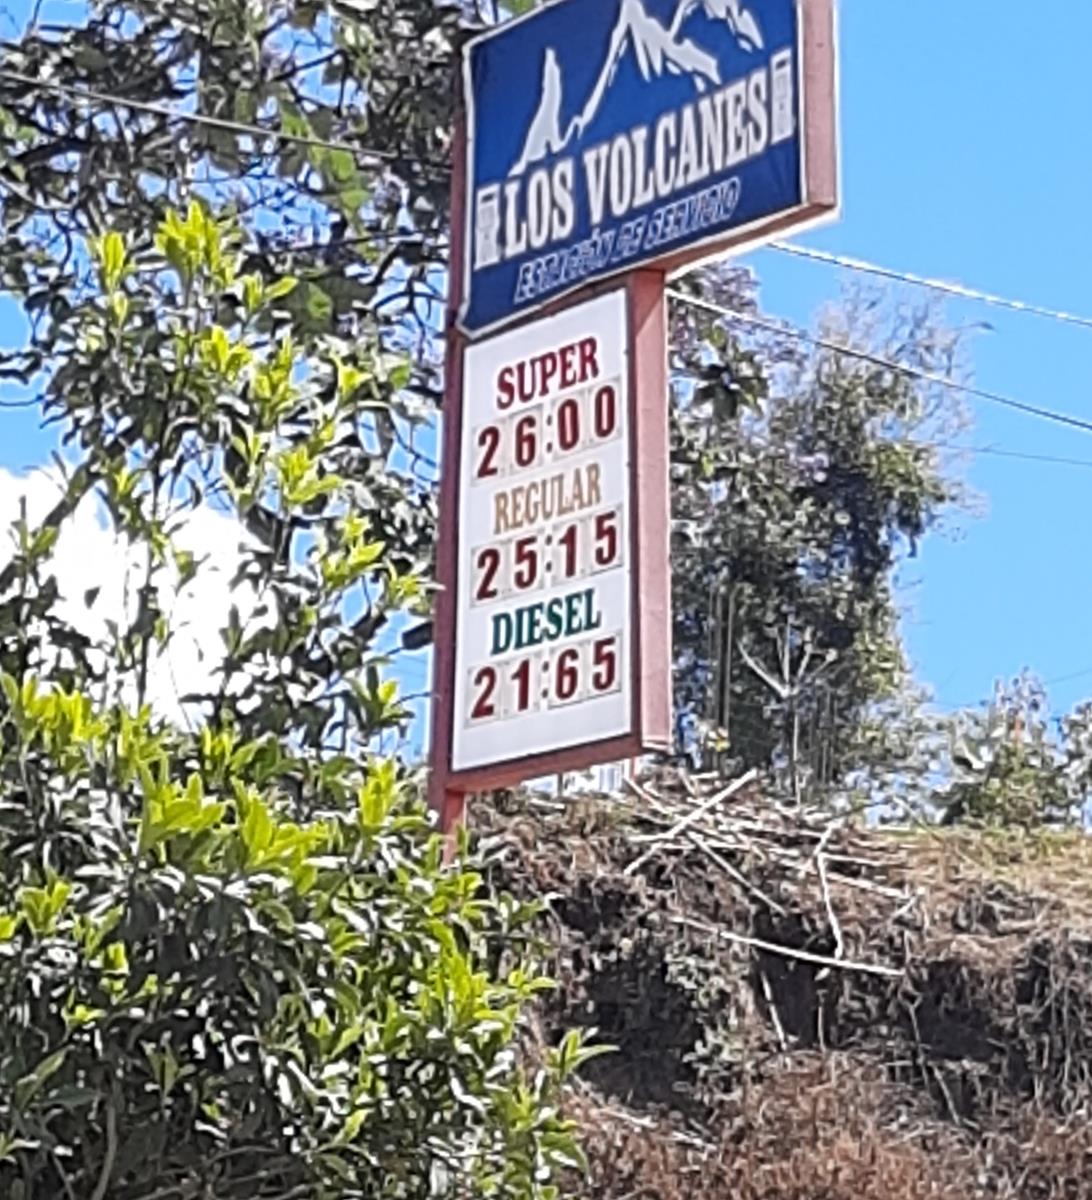 LOS VOLCANES
ESTACIÓN DE SERVICIO
SUPER
26:00
REGULAR
25:15
DIESEL
21:65